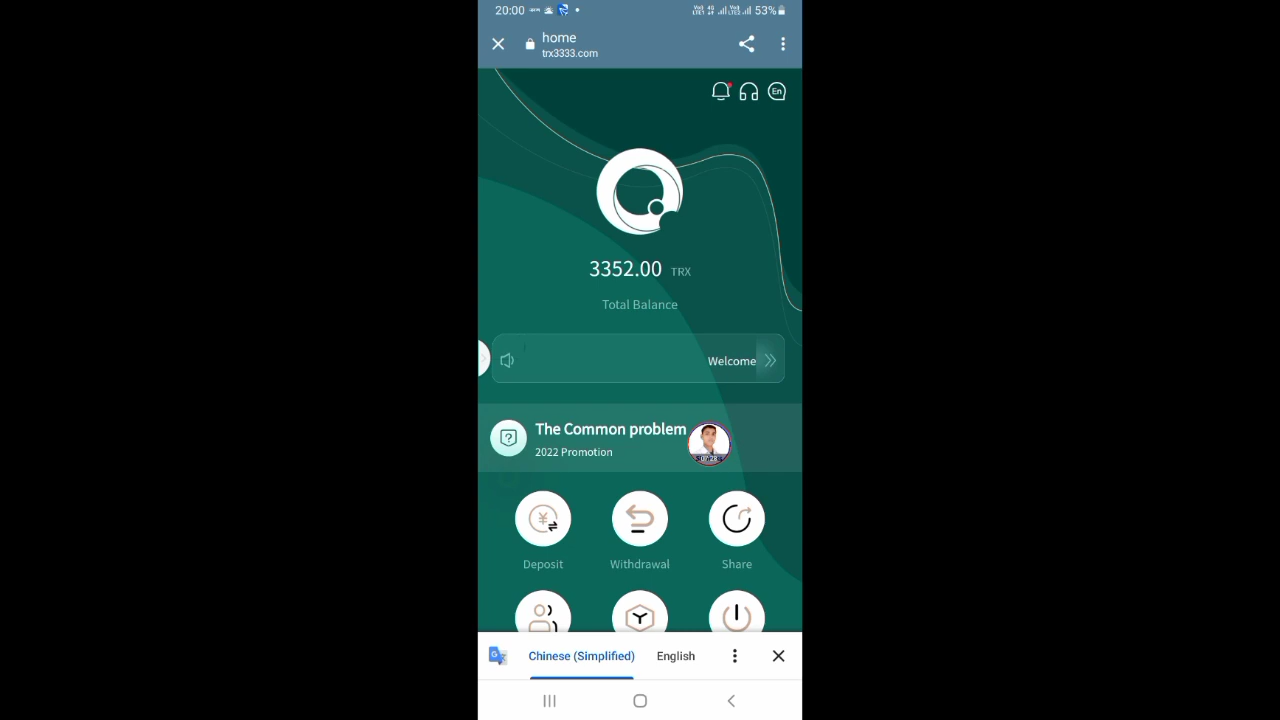 20:00
53%
home
trx3333.com
En
3352.00 TRX
Total Balance
Welcome
The Common problem
2022 Promotion
Deposit
Withdrawal
Share
Chinese (Simplified)
English